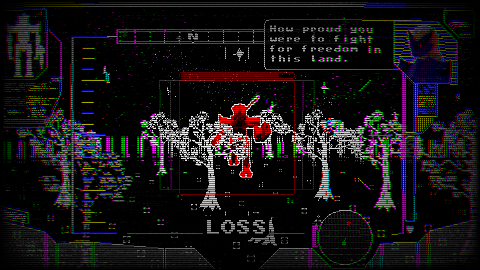 N
How proud you
were to fight
for freedom in
this land.
LOSS